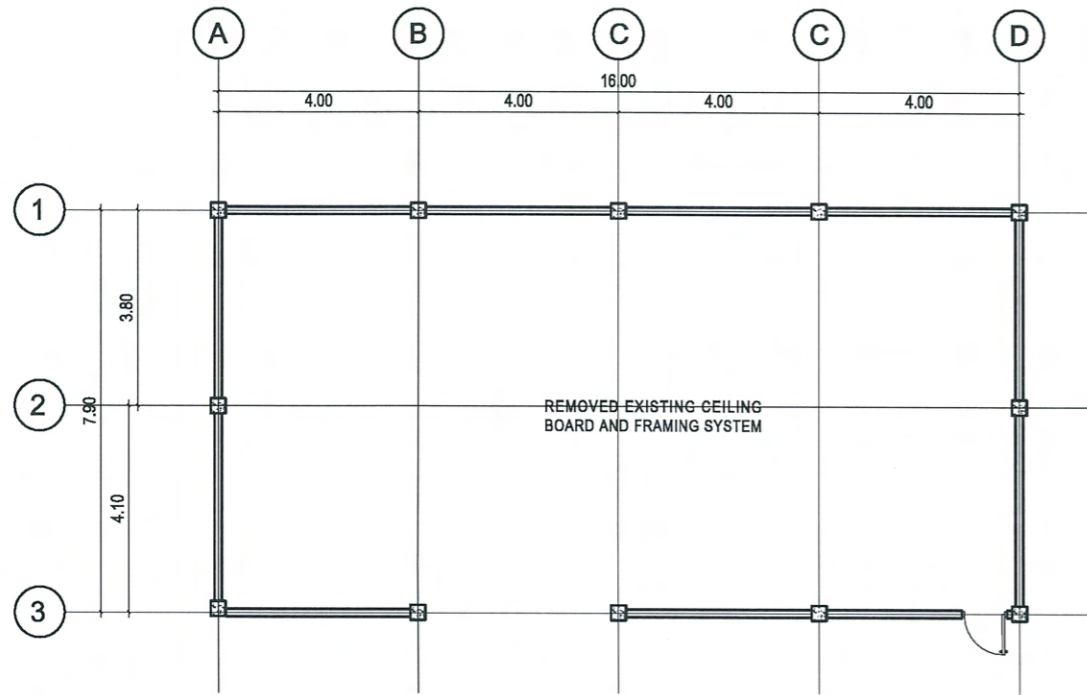 A B C C D
16.00
4.00 4.00 4.00 4.00
1
3.80
2
7.90
REMOVED EXISTING CEILING
BOARD AND FRAMING SYSTEM
4.10
3